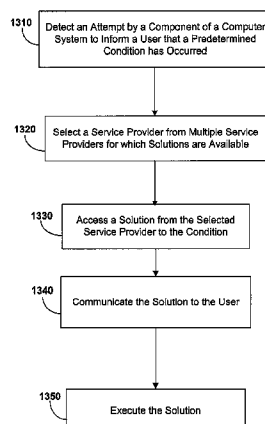 1310
Detect an Attempt by a Component of a Computer
System to Inform a User that a Predetermined
Condition has Occurred
1320
Select a Service Provider from Multiple Service
Providers for which Solutions are Available
1330
Access a Solution from the Selected
Service Provider to the Condition
1340
Communicate the Solution to the User
1350
Execute the Solution